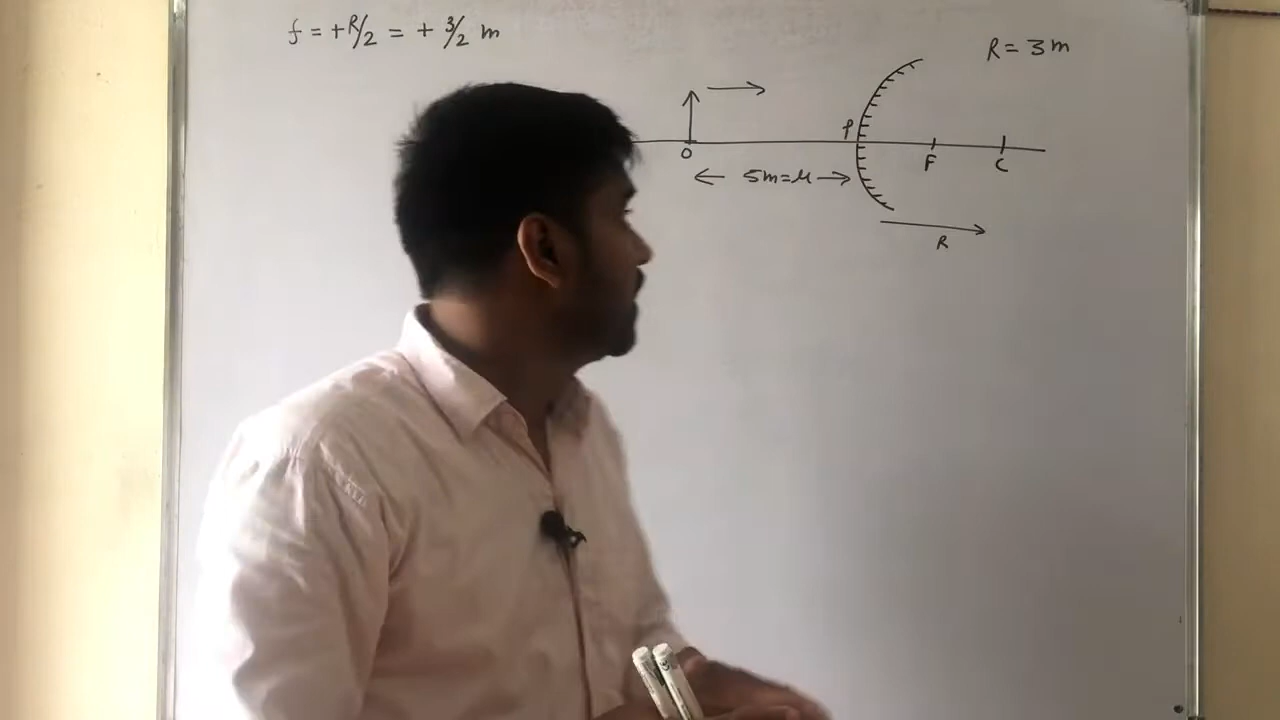 f = +R/2 = + 3/2 m
R = 3m
P
O
F
C
5m=u
R